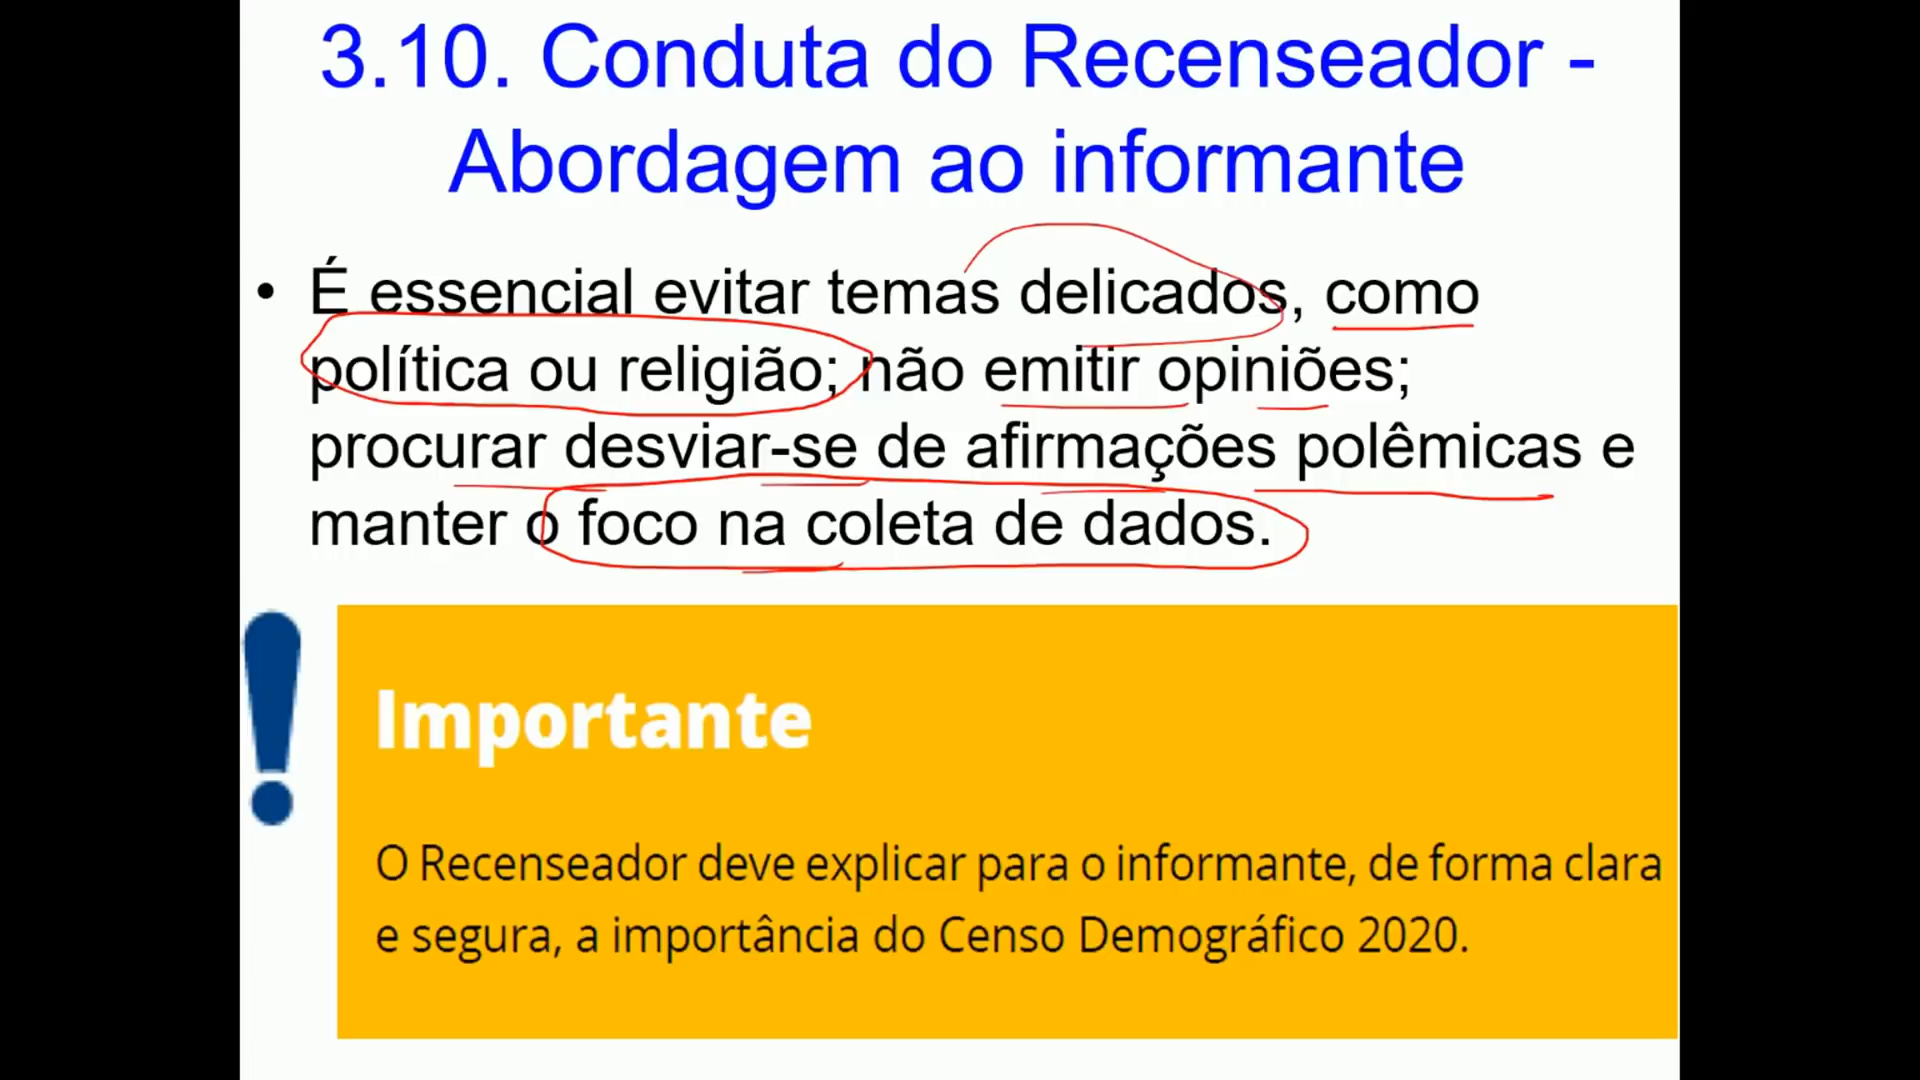 3.10. Conduta do Recenseador -
Abordagem ao informante
• É essencial evitar temas delicados, como
política ou religião; não emitir opiniões;
procurar desviar-se de afirmações polêmicas e
manter o foco na coleta de dados.
Importante
O Recenseador deve explicar para o informante, de forma clara
e segura, a importância do Censo Demográfico 2020.